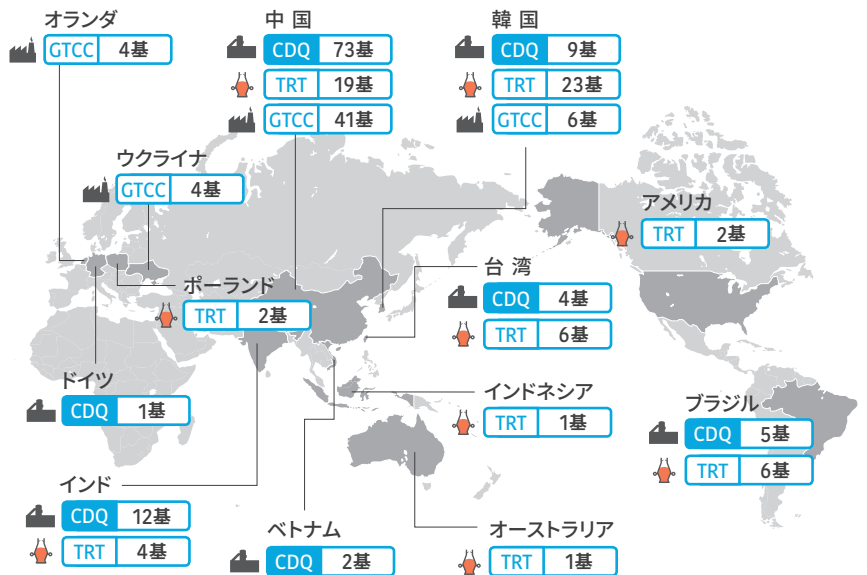 オランダ
GTCC 4基
中 国
CDQ 73基
TRT 19基
GTCC 41基
韓 国
CDQ 9基
TRT 23基
GTCC 6基
ウクライナ
GTCC 4基
アメリカ
TRT 2基
ポーランド
TRT 2基
台 湾
CDQ 4基
TRT 6基
ドイツ
CDQ 1基
インドネシア
TRT 1基
ブラジル
CDQ 5基
TRT 6基
インド
CDQ 12基
TRT 4基
ベトナム
CDQ 2基
オーストラリア
TRT 1基